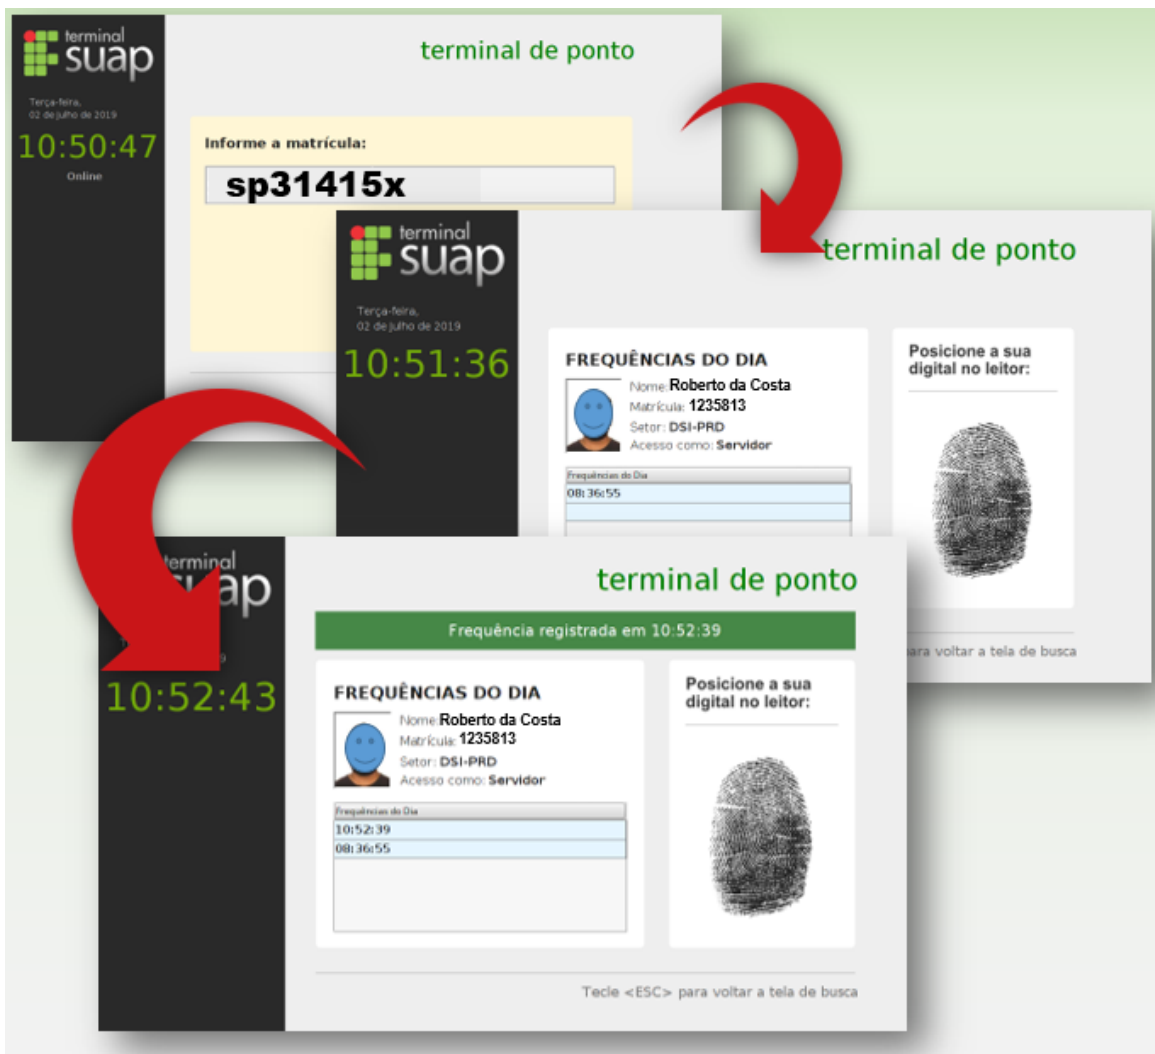 terminal
suap
Terça-feira,
02 de julho de 2019
10:50:47
Online
terminal de ponto
Informe a matrícula:
sp31415x
terminal
suap
Terça-feira,
02 de julho de 2019
10:51:36
terminal de ponto
FREQUÊNCIAS DO DIA
Nome: Roberto da Costa
Matrícula: 1235813
Setor: DSI-PRD
Acesso como: Servidor
Frequências do Dia
08:36:55
Posicione a sua
digital no leitor:
para voltar a tela de busca
terminal
suap
10:52:43
terminal de ponto
Frequência registrada em 10:52:39
FREQUÊNCIAS DO DIA
Nome: Roberto da Costa
Matrícula: 1235813
Setor: DSI-PRD
Acesso como: Servidor
Frequências do Dia
10:52:39
08:36:55
Posicione a sua
digital no leitor:
Tecle <ESC> para voltar a tela de busca